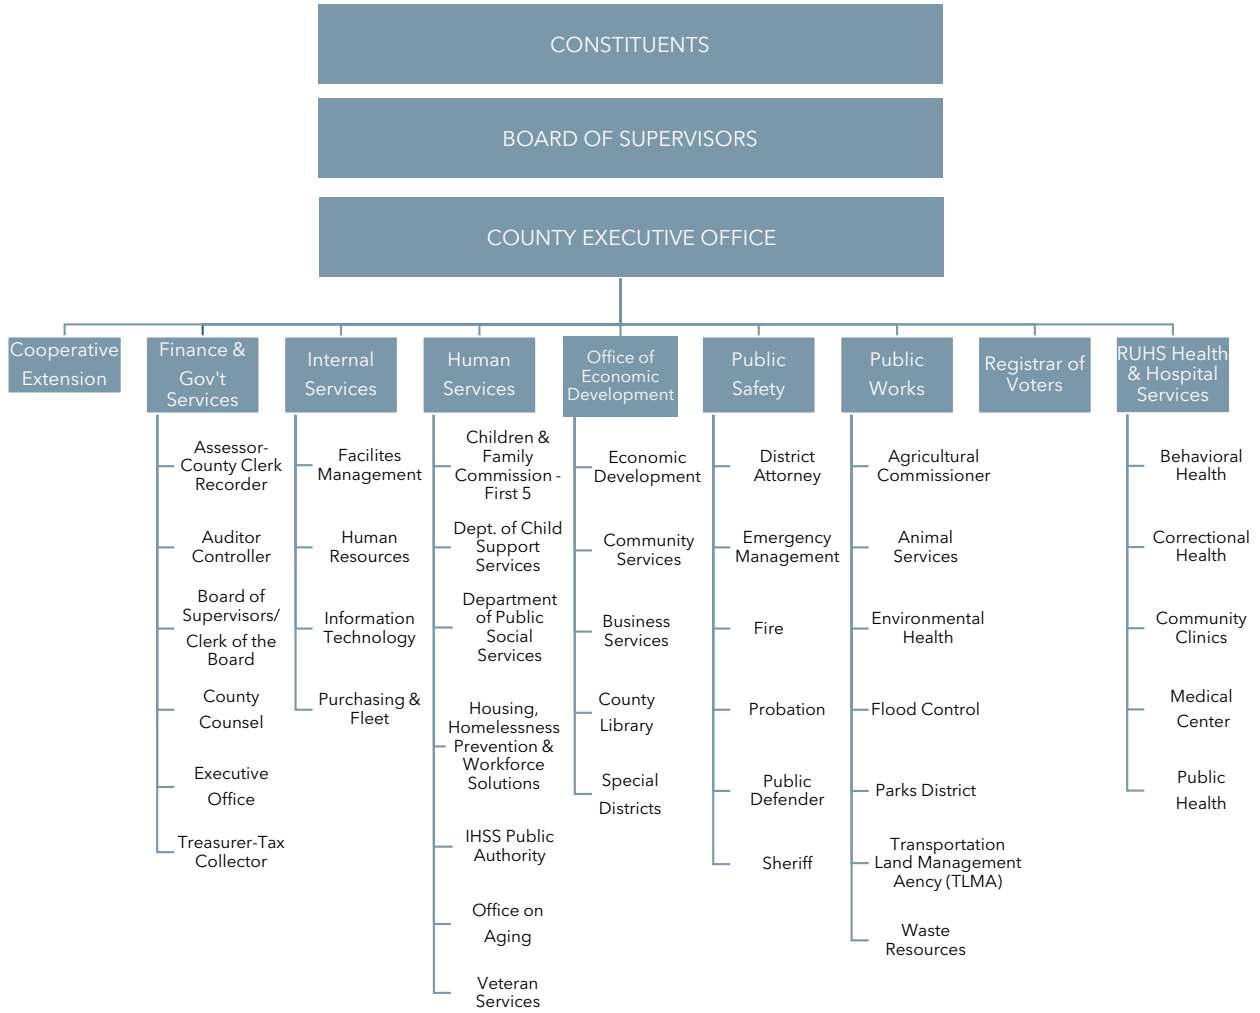 CONSTITUENTS
BOARD OF SUPERVISORS
COUNTY EXECUTIVE OFFICE
Cooperative
Extension
Finance &
Gov't
Services
Assessor-
County Clerk
Recorder
Auditor
Controller
Board of
Supervisors/
Clerk of the
Board
County
Counsel
Executive
Office
Treasurer-Tax
Collector
Internal
Services
Facilites
Management
Human
Resources
Information
Technology
Purchasing &
Fleet
Human
Services
Children &
Family
Commission -
First 5
Dept. of Child
Support
Services
Department
of Public
Social
Services
Housing,
Homelessness
Prevention &
Workforce
Solutions
IHSS Public
Authority
Office on
Aging
Veteran
Services
Office of
Economic
Development
Economic
Development
Community
Services
Business
Services
County
Library
Special
Districts
Public
Safety
District
Attorney
Emergency
Management
Fire
Probation
Public
Defender
Sheriff
Public
Works
Agricultural
Commissioner
Animal
Services
Environmental
Health
Flood Control
Parks District
Transportation
Land Management
Aency (TLMA)
Waste
Resources
Registrar of
Voters
RUHS Health
& Hospital
Services
Behavioral
Health
Correctional
Health
Community
Clinics
Medical
Center
Public
Health